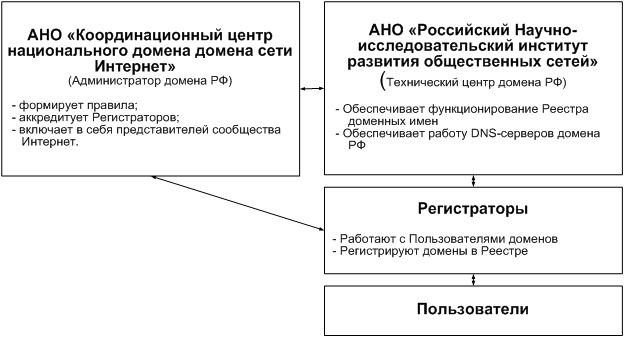 АНО «Координационный центр
национального домена домена сети
Интернет»
(Администратор домена РФ)
- формирует правила;
- аккредитует Регистраторов;
- включает в себя представителей сообщества
Интернет.
АНО «Российский Научно-
исследовательский институт
развития общественных сетей»
(Технический центр домена РФ)
- Обеспечивает функционирование Реестра
доменных имен
- Обеспечивает работу DNS-серверов домена
РФ
Регистраторы
- Работают с Пользователями доменов
- Регистрируют домены в Реестре
Пользователи